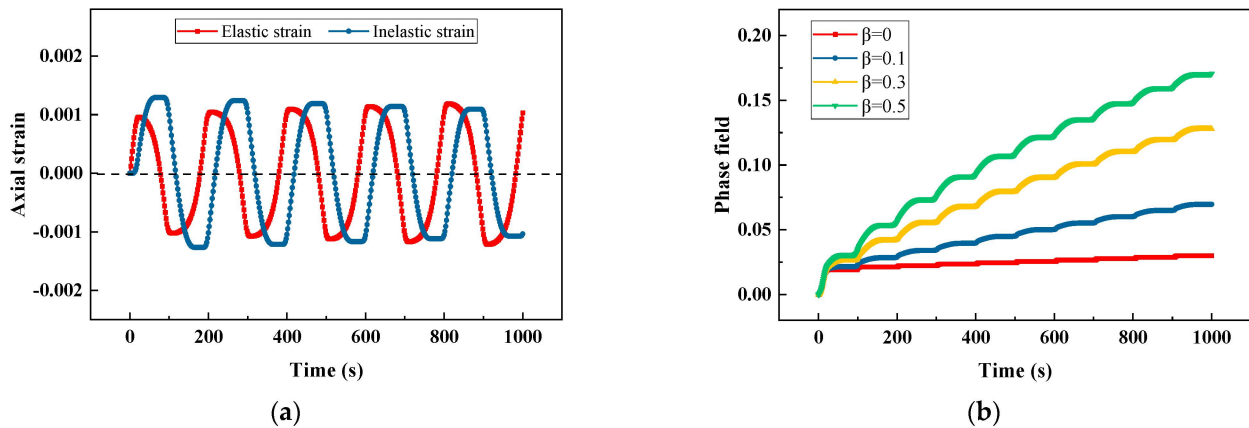 Elastic strain
Inelastic strain
0.002
0.001
0.000
-0.001
-0.002
Axial strain
0
200
400
600
800
1000
Time (s)
(a)
β=0
β=0.1
β=0.3
β=0.5
0.20
0.15
0.10
0.05
0.00
Phase field
0
200
400
600
800
1000
Time (s)
(b)